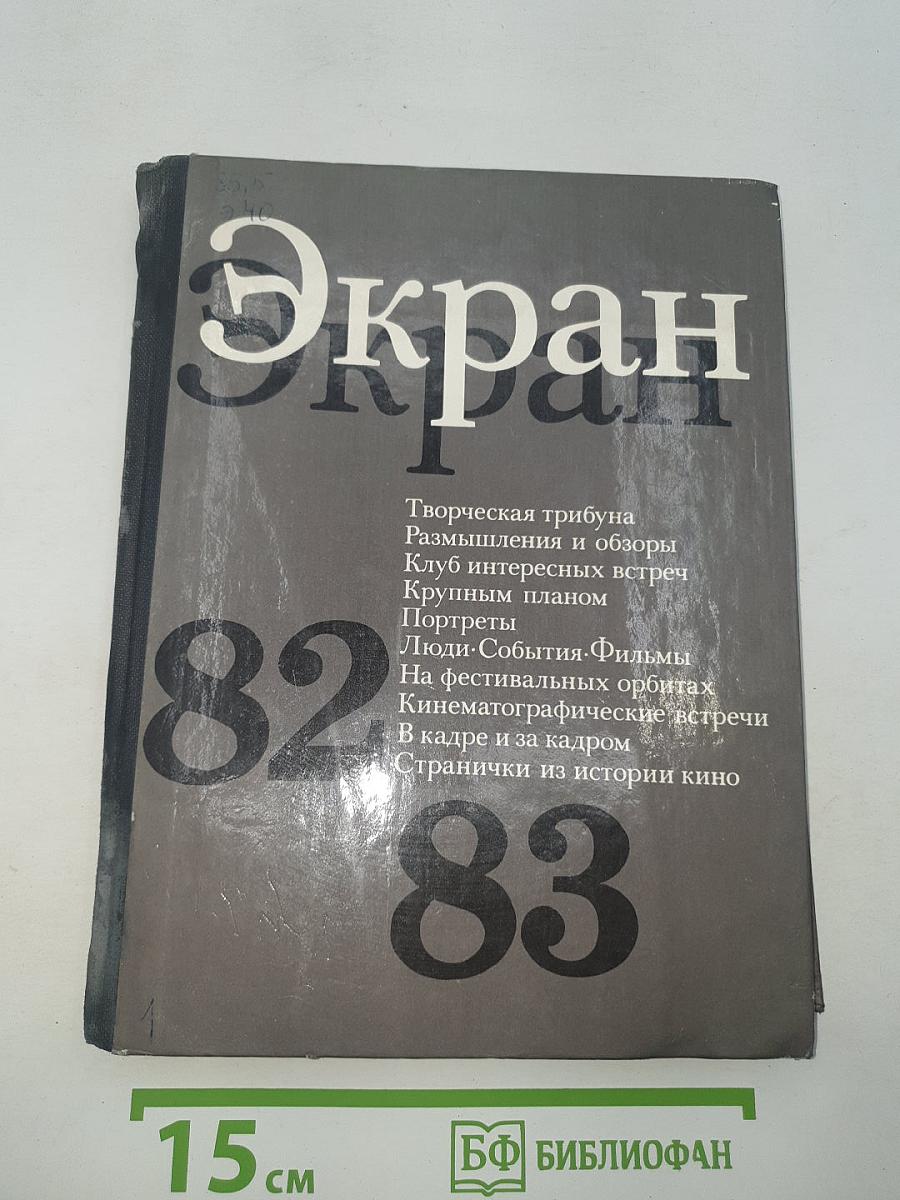 Экран
Экран
Творческая трибуна
Размышления и обзоры
Клуб интересных встреч
Крупным планом
Портреты
Люди·События·Фильмы
На фестивальных орбитах
Кинематографические встречи
В кадре и за кадром
Странички из истории кино
82
83
1
15 см
БФ БИБЛИОФАН